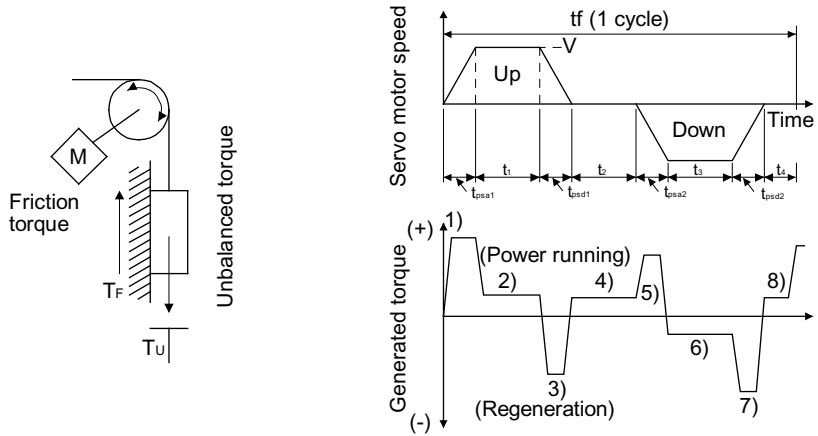 M
Friction
torque
TF
TU
Unbalanced torque
Servo motor speed
tf (1 cycle)
V
Up
Down
Time
tpsa1
t1
tpsd1
t2
tpsa2
t3
tpsd2
t4
Generated torque
(+)
(-)
(Power running)
(Regeneration)
1)
2)
3)
4)
5)
6)
7)
8)